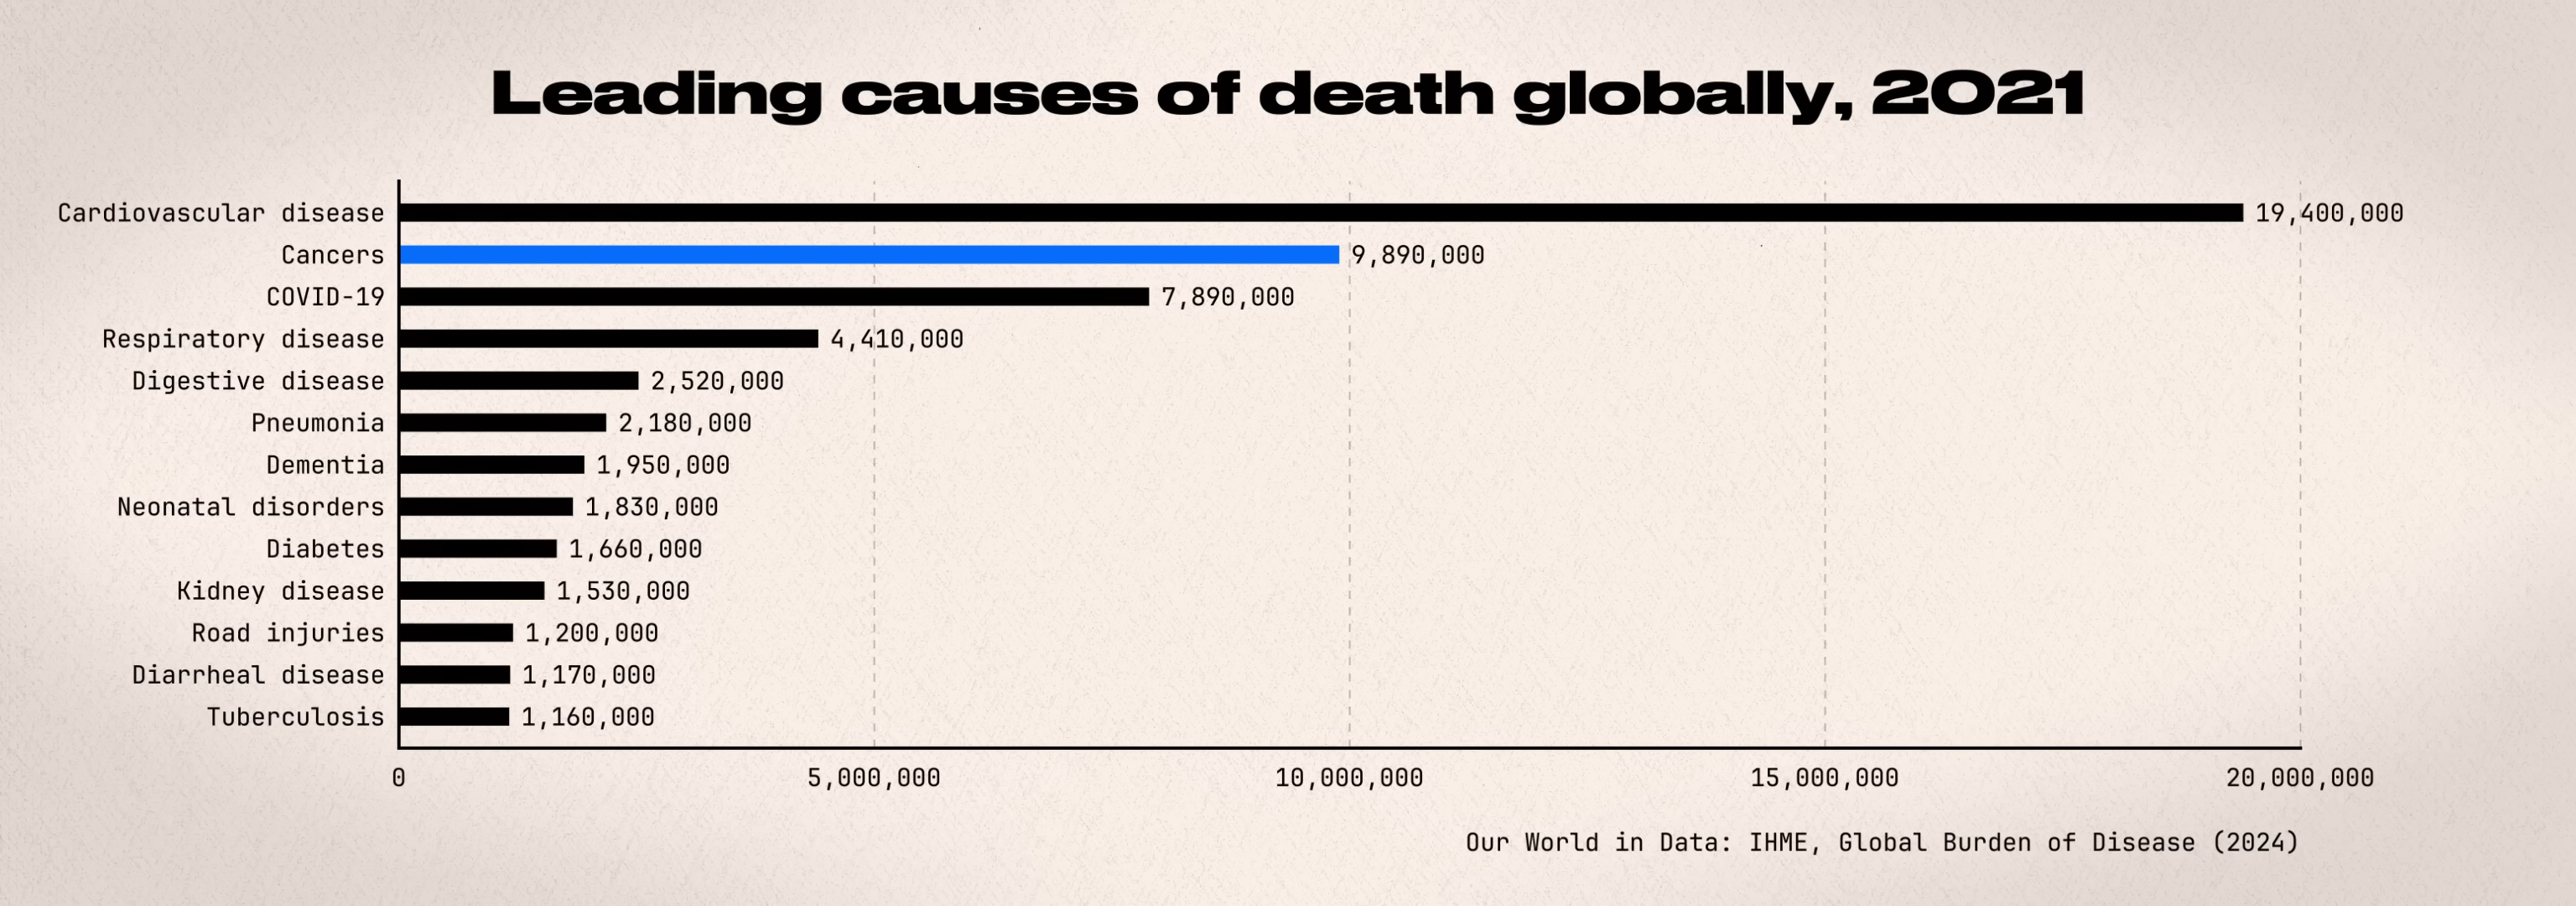 Leading causes of death globally, 2021
Cardiovascular disease 19,400,000
Cancers 9,890,000
COVID-19 7,890,000
Respiratory disease 4,410,000
Digestive disease 2,520,000
Pneumonia 2,180,000
Dementia 1,950,000
Neonatal disorders 1,830,000
Diabetes 1,660,000
Kidney disease 1,530,000
Road injuries 1,200,000
Diarrheal disease 1,170,000
Tuberculosis 1,160,000
0 5,000,000 10,000,000 15,000,000 20,000,000
Our World in Data: IHME, Global Burden of Disease (2024)